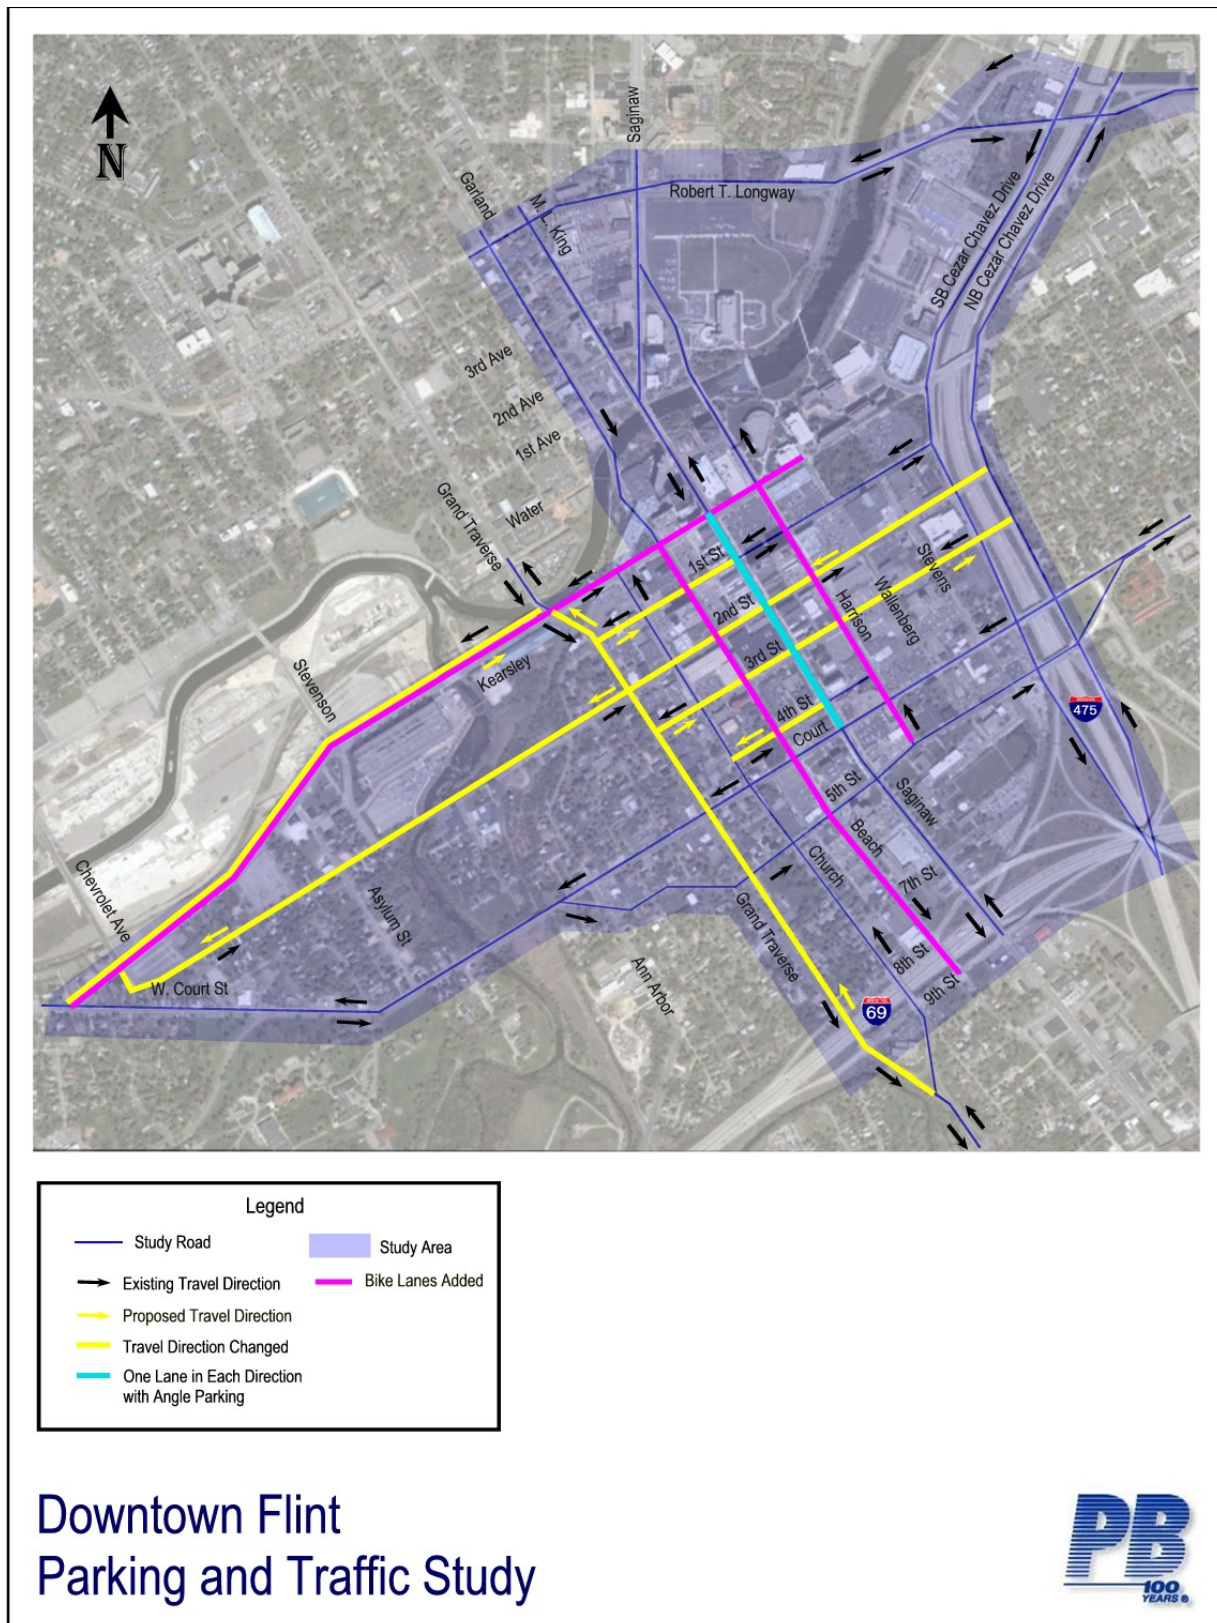 N
Saginaw
Garland
M. L. King
Robert T. Longway
SB Cezar Chavez Drive
NB Cezar Chavez Drive
3rd Ave
2nd Ave
1st Ave
Water
Grand Traverse
1st St
2nd St
3rd St
4th St
Court
5th St
7th St
8th St
9th St
Harrison
Wallenberg
Stevens
Kearsley
Stevenson
Chevrolet Ave
Asylum St
W. Court St
Ann Arbor
Grand Traverse
Church
Beach
Saginaw
475
69
Legend
Study Road
Study Area
Existing Travel Direction
Bike Lanes Added
Proposed Travel Direction
Travel Direction Changed
One Lane in Each Direction
with Angle Parking
Downtown Flint
Parking and Traffic Study
PB
100
YEARS ®